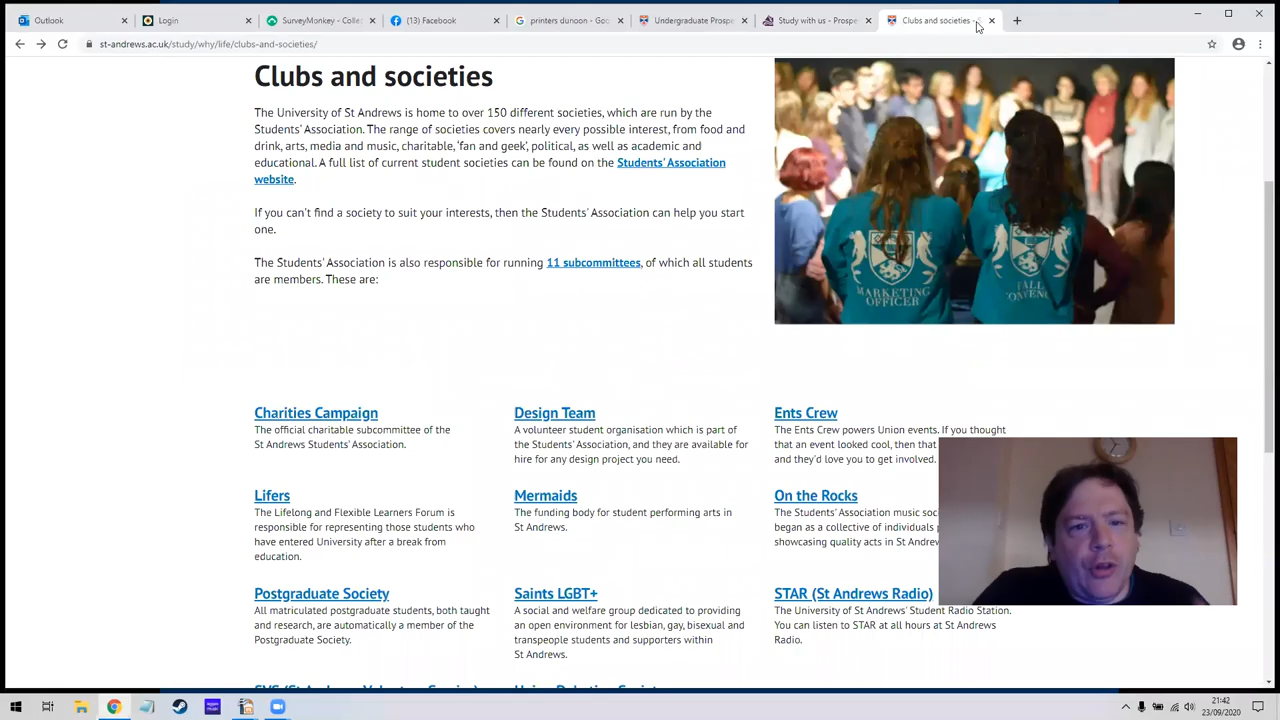 Outlook
Login
SurveyMonkey - Collec
(13) Facebook
printers dunoon - Goo
Undergraduate Prospe
Study with us - Prospe
Clubs and societies -
st-andrews.ac.uk/study/why/life/clubs-and-societies/
Clubs and societies
The University of St Andrews is home to over 150 different societies, which are run by the
Students' Association. The range of societies covers nearly every possible interest, from food and
drink, arts, media and music, charitable, 'fan and geek', political, as well as academic and
educational. A full list of current student societies can be found on the Students' Association
website.
If you can't find a society to suit your interests, then the Students' Association can help you start
one.
The Students' Association is also responsible for running 11 subcommittees, of which all students
are members. These are:
MARKETING
OFFICER
BALL
CONVENOR
Charities Campaign
The official charitable subcommittee of the
St Andrews Students' Association.
Design Team
A volunteer student organisation which is part of
the Students' Association, and they are available for
hire for any design project you need.
Ents Crew
The Ents Crew powers Union events. If you thought
that an event looked cool, then that
and they'd love you to get involved.
Lifers
The Lifelong and Flexible Learners Forum is
responsible for representing those students who
have entered University after a break from
education.
Mermaids
The funding body for student performing arts in
St Andrews.
On the Rocks
The Students' Association music soc
began as a collective of individuals
showcasing quality acts in St Andrew
Postgraduate Society
All matriculated postgraduate students, both taught
and research, are automatically a member of the
Postgraduate Society.
Saints LGBT+
A social and welfare group dedicated to providing
an open environment for lesbian, gay, bisexual and
transpeople students and supporters within
St Andrews.
STAR (St Andrews Radio)
The University of St Andrews' Student Radio Station.
You can listen to STAR at all hours at St Andrews
Radio.
21:42
23/09/2020